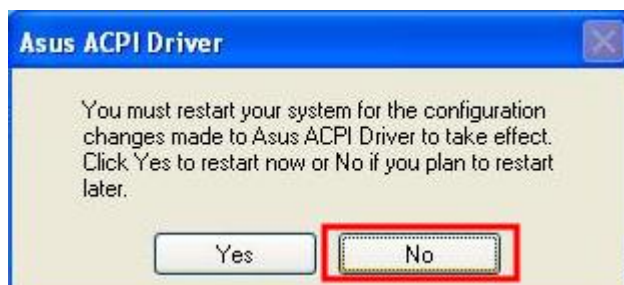 Asus ACPI Driver
You must restart your system for the configuration
changes made to Asus ACPI Driver to take effect.
Click Yes to restart now or No if you plan to restart
later.
Yes
No